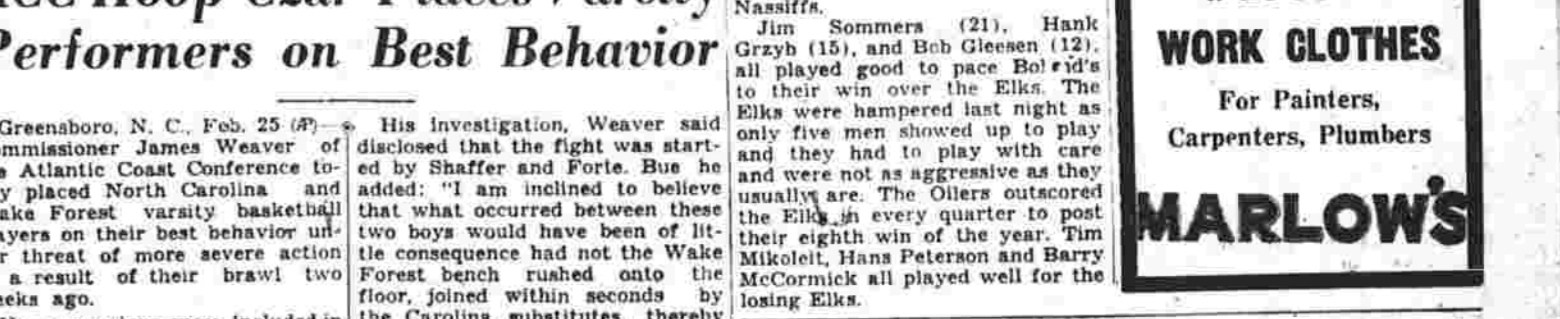 Performers on Best Behavior
Greensboro, N. C., Feb. 25 (AP)—
ommissioner James Weaver of
Atlantic Coast Conference to-
y placed North Carolina and
ake Forest varsity basketball
ayers on their best behavior un-
r threat of more severe action
a result of their brawl two
eeks ago.
His investigation, Weaver said
disclosed that the fight was start-
ed by Shaffer and Forte. Bue he
added: "I am inclined to believe
that what occurred between these
two boys would have been of lit-
tle consequence had not the Wake
Forest bench rushed onto the
floor, joined within seconds by
the Carolina substitutes, thereby
Nassiffs.
Jim Sommers (21), Hank
Grzyb (15), and Bob Gleesen (12),
all played good to pace
to their win over the Elks. The
Elks were hampered last night as
only five men showed up to play
and they had to play with care
and were not as aggressive as they
usually are. The Oilers outscored
the Elks in every quarter to post
their eighth win of the year. Tim
Mikoleit, Hans Peterson and Barry
McCormick all played well for the
losing Elks.
WORK CLOTHES
For Painters,
Carpenters, Plumbers
MARLOW'S